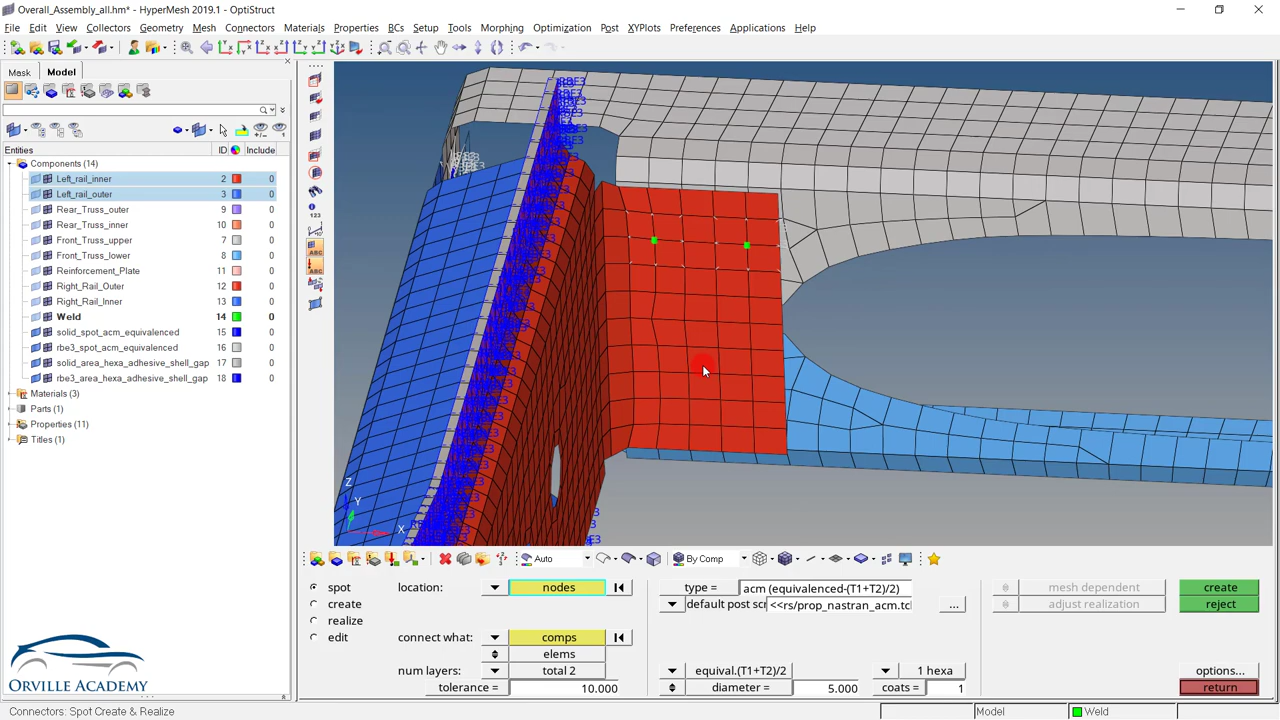 Overall_Assembly_all.hm* - HyperMesh 2019.1 - OptiStruct
File Edit View Collectors Geometry Mesh Connectors Materials Properties BCs Setup Tools Morphing Optimization Post XYPlots Preferences Applications Help
Mask Model
Entities ID Include
Components (14)
Left_rail_inner 2 0
Left_rail_outer 3 0
Rear_Truss_outer 9 0
Rear_Truss_inner 10 0
Front_Truss_upper 7 0
Front_Truss_lower 8 0
Reinforcement_Plate 11 0
Right_Rail_Outer 12 0
Right_Rail_Inner 13 0
Weld 14 0
solid_spot_acm_equivalenced 15 0
rbe3_spot_acm_equivalenced 16 0
solid_area_hexa_adhesive_shell_gap 17 0
rbe3_area_hexa_adhesive_shell_gap 18 0
Materials (3)
Parts (1)
Properties (11)
Titles (1)
123
ABC
ABC
RBE3
Z
Y
X
Auto By Comp
spot location: nodes type = acm (equivalenced-(T1+T2)/2) mesh dependent create
create default post scr <<rs/prop_nastran_acm.tcl ... adjust realization reject
realize
edit connect what: comps
elems
num layers: total 2 equival.(T1+T2)/2 1 hexa options...
tolerance = 10.000 diameter = 5.000 coats = 1 return
ORVILLE ACADEMY
Connectors: Spot Create & Realize Model Weld